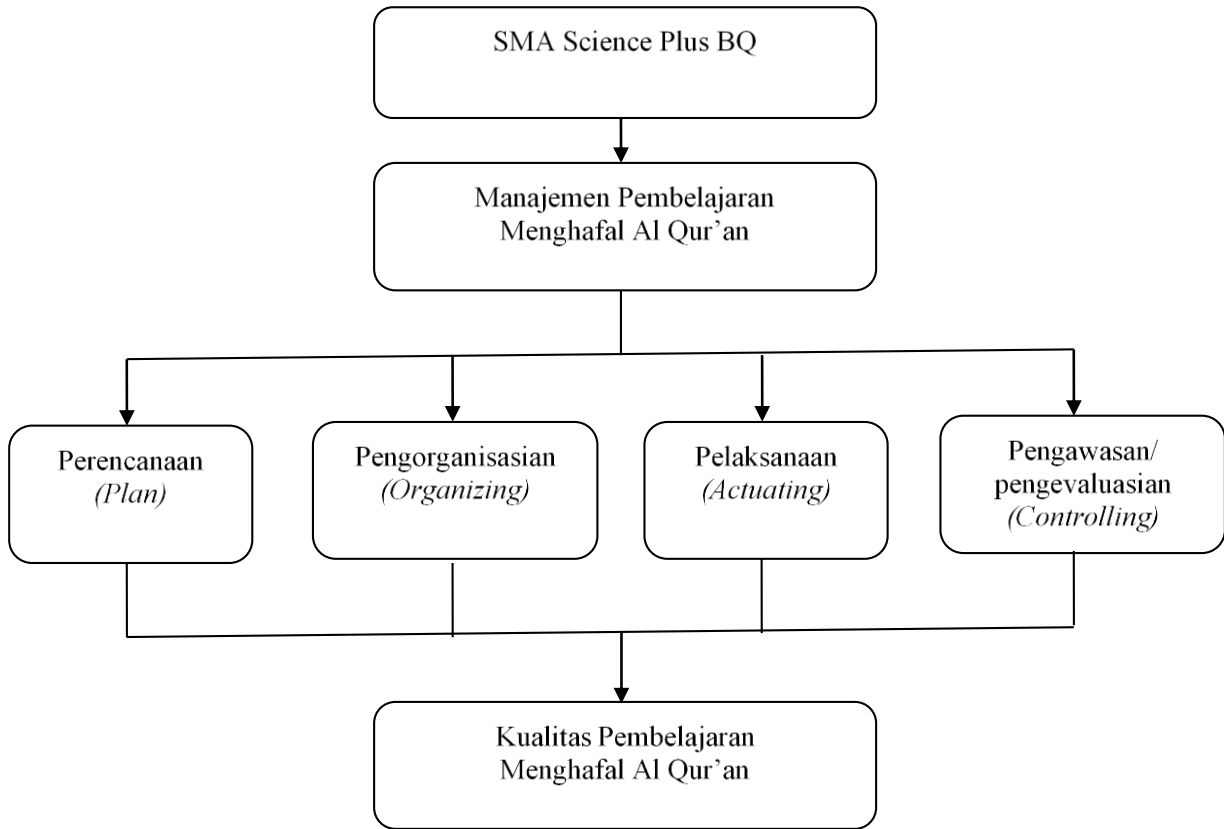 SMA Science Plus BQ
Manajemen Pembelajaran
Menghafal Al Qur’an
Perencanaan
(Plan)
Pengorganisasian
(Organizing)
Pelaksanaan
(Actuating)
Pengawasan/
pengevaluasian
(Controlling)
Kualitas Pembelajaran
Menghafal Al Qur’an